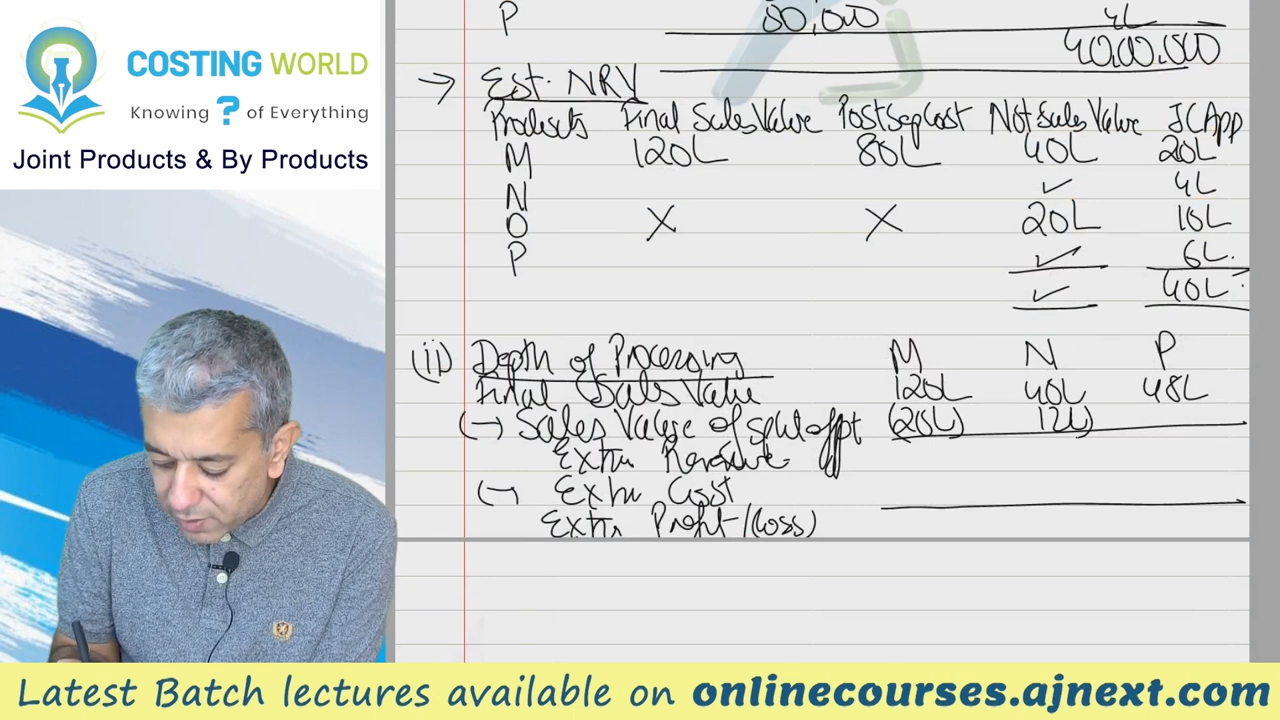 COSTING WORLD
Knowing ? of Everything
Joint Products & By Products
P 80,000 4L
40,00,000
→ Est. NRV
Products Final Sales Value Post Sep Cost Net Sales Value JC App
M 120L 80L 40L 20L
N ✓ 4L
O X X 20L 10L
P ✓ 6L
✓ 40L
(ii) Depth of Processing M N P
Final Sales Value 120L 40L 48L
(-) Sales Value of split off pt (20L) 12L)
Extra Revenue
(-) Extra Cost
Extra Profit/(Loss)
Latest Batch lectures available on onlinecourses.ajnext.com